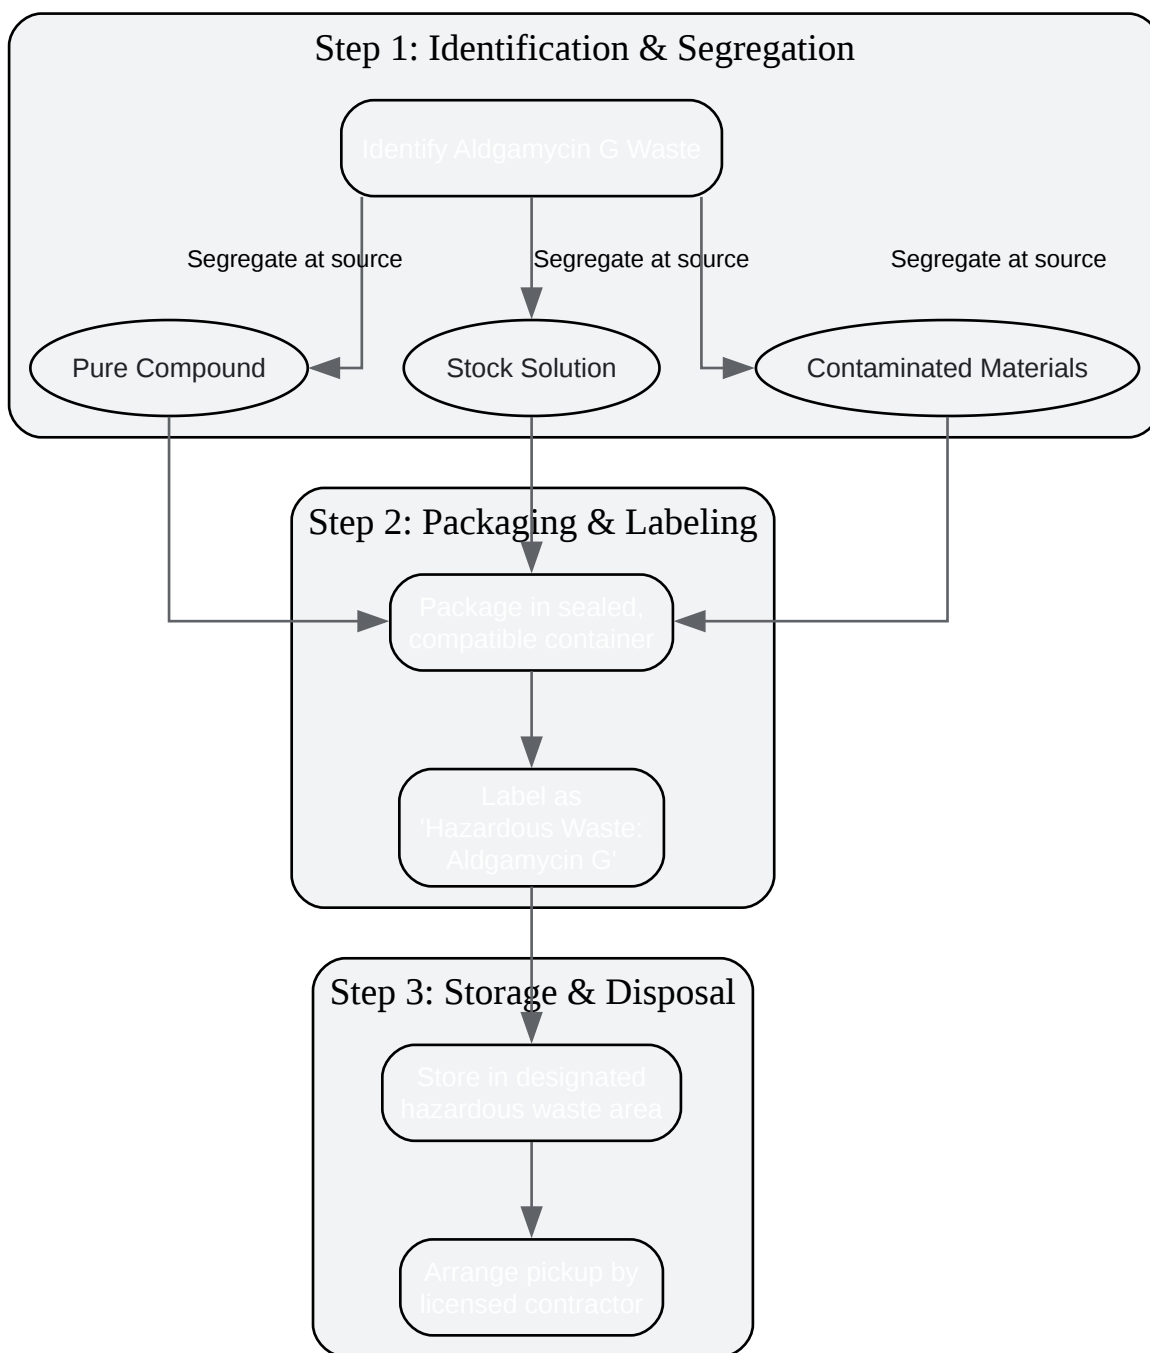 Step 1: Identification & Segregation
Identify Aldgamycin G Waste
Segregate at source
Segregate at source
Segregate at source
Pure Compound
Stock Solution
Contaminated Materials
Step 2: Packaging & Labeling
Package in sealed,
compatible container
Label as
'Hazardous Waste:
Aldgamycin G'
Step 3: Storage & Disposal
Store in designated
hazardous waste area
Arrange pickup by
licensed contractor